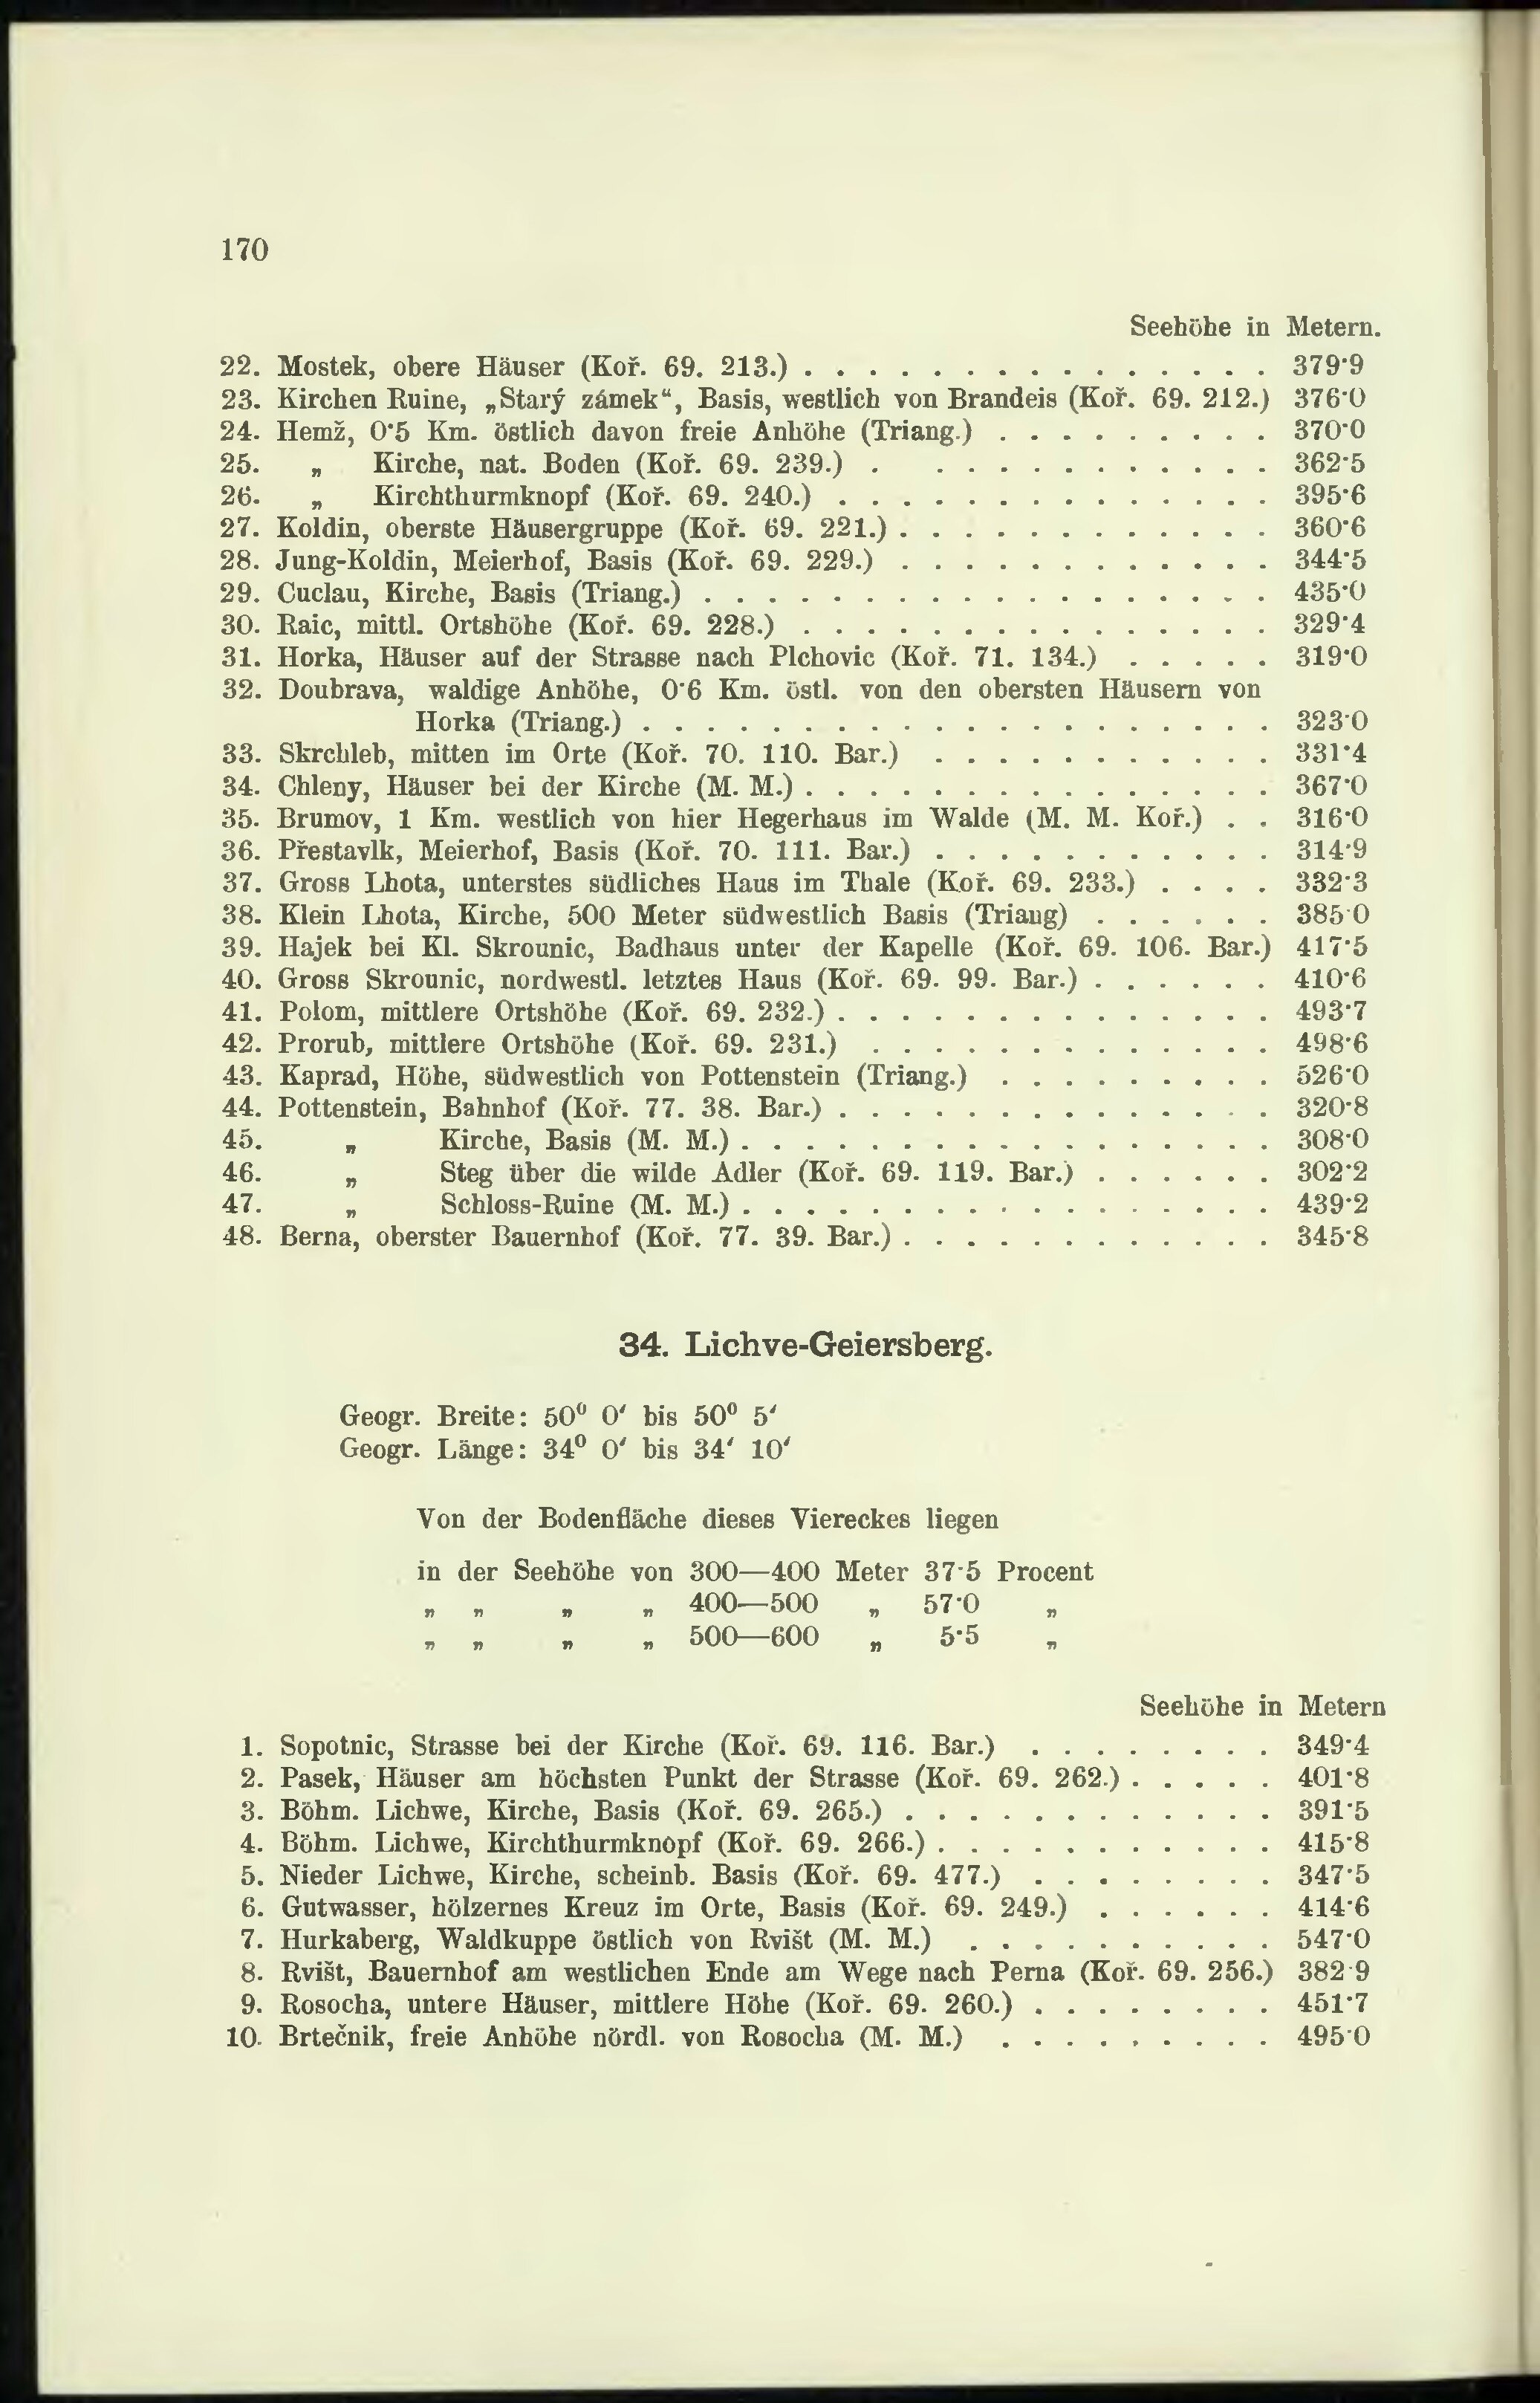 170
Seehöhe in Metern.
22. Mostek, obere Häuser (Koř. 69. 213.) . . . . . . . . . . . . . . . 379·9
23. Kirchen Ruine, „Starý zámek“, Basis, westlich von Brandeis (Koř. 69. 212.) 376·0
24. Hemž, 0·5 Km. östlich davon freie Anhöhe (Triang.) . . . . . . . . . 370·0
25. „ Kirche, nat. Boden (Koř. 69. 239.) . . . . . . . . . . . . 362·5
26. „ Kirchthurmknopf (Koř. 69. 240.) . . . . . . . . . . . . . . 395·6
27. Koldin, oberste Häusergruppe (Koř. 69. 221.) . . . . . . . . . . . . 360·6
28. Jung-Koldin, Meierhof, Basis (Koř. 69. 229.) . . . . . . . . . . . . 344·5
29. Cuclau, Kirche, Basis (Triang.) . . . . . . . . . . . . . . . . . . 435·0
30. Raic, mittl. Ortshöhe (Koř. 69. 228.) . . . . . . . . . . . . . . . 329·4
31. Horka, Häuser auf der Strasse nach Plchovic (Koř. 71. 134.) . . . . . 319·0
32. Doubrava, waldige Anhöhe, 0·6 Km. östl. von den obersten Häusern von
Horka (Triang.) . . . . . . . . . . . . . . . . . . . . 323·0
33. Skrchleb, mitten im Orte (Koř. 70. 110. Bar.) . . . . . . . . . . . 331·4
34. Chleny, Häuser bei der Kirche (M. M.) . . . . . . . . . . . . . . . 367·0
35. Brumov, 1 Km. westlich von hier Hegerhaus im Walde (M. M. Koř.) . . 316·0
36. Přestavlk, Meierhof, Basis (Koř. 70. 111. Bar.) . . . . . . . . . . . 314·9
37. Gross Lhota, unterstes südliches Haus im Thale (Koř. 69. 233.) . . . . 332·3
38. Klein Lhota, Kirche, 500 Meter südwestlich Basis (Triang) . . . . . . 385·0
39. Hajek bei Kl. Skrounic, Badhaus unter der Kapelle (Koř. 69. 106. Bar.) 417·5
40. Gross Skrounic, nordwestl. letztes Haus (Koř. 69. 99. Bar.) . . . . . . 410·6
41. Polom, mittlere Ortshöhe (Koř. 69. 232.) . . . . . . . . . . . . . . 493·7
42. Prorub, mittlere Ortshöhe (Koř. 69. 231.) . . . . . . . . . . . . . 498·6
43. Kaprad, Höhe, südwestlich von Pottenstein (Triang.) . . . . . . . . . 526·0
44. Pottenstein, Bahnhof (Koř. 77. 38. Bar.) . . . . . . . . . . . . . . 320·8
45. „ Kirche, Basis (M. M.) . . . . . . . . . . . . . . . . . 308·0
46. „ Steg über die wilde Adler (Koř. 69. 119. Bar.) . . . . . . 302·2
47. „ Schloss-Ruine (M. M.) . . . . . . . . . . . . . . . . . 439·2
48. Berna, oberster Bauernhof (Koř. 77. 39. Bar.) . . . . . . . . . . . . 345·8
34. Lichve-Geiersberg.
Geogr. Breite: 50⁰ 0′ bis 50⁰ 5′
Geogr. Länge: 34⁰ 0′ bis 34′ 10′
Von der Bodenfläche dieses Viereckes liegen
in der Seehöhe von 300—400 Meter 37·5 Procent
„ „ „ „ 400—500 „ 57·0 „
„ „ „ „ 500—600 „ 5·5 „
Seehöhe in Metern
1. Sopotnic, Strasse bei der Kirche (Koř. 69. 116. Bar.) . . . . . . . . 349·4
2. Pasek, Häuser am höchsten Punkt der Strasse (Koř. 69. 262.) . . . . . 401·8
3. Böhm. Lichwe, Kirche, Basis (Koř. 69. 265.) . . . . . . . . . . . . 391·5
4. Böhm. Lichwe, Kirchthurmknopf (Koř. 69. 266.) . . . . . . . . . . . 415·8
5. Nieder Lichwe, Kirche, scheinb. Basis (Koř. 69. 477.) . . . . . . . . 347·5
6. Gutwasser, hölzernes Kreuz im Orte, Basis (Koř. 69. 249.) . . . . . . 414·6
7. Hurkaberg, Waldkuppe östlich von Rvišt (M. M.) . . . . . . . . . . 547·0
8. Rvišt, Bauernhof am westlichen Ende am Wege nach Perna (Koř. 69. 256.) 382·9
9. Rosocha, untere Häuser, mittlere Höhe (Koř. 69. 260.) . . . . . . . . 451·7
10. Brtečnik, freie Anhöhe nördl. von Rosocha (M. M.) . . . . . . . . . 495·0